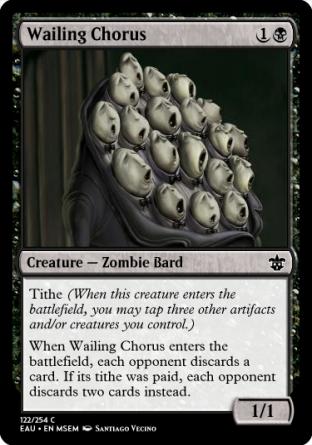 Wailing Chorus 1
Creature — Zombie Bard
Tithe (When this creature enters the
battlefield, you may tap three other artifacts
and/or creatures you control.)
When Wailing Chorus enters the
battlefield, each opponent discards a
card. If its tithe was paid, each opponent
discards two cards instead.
1/1
122/254 C
EAU • EN MSEM Santiago Vecino